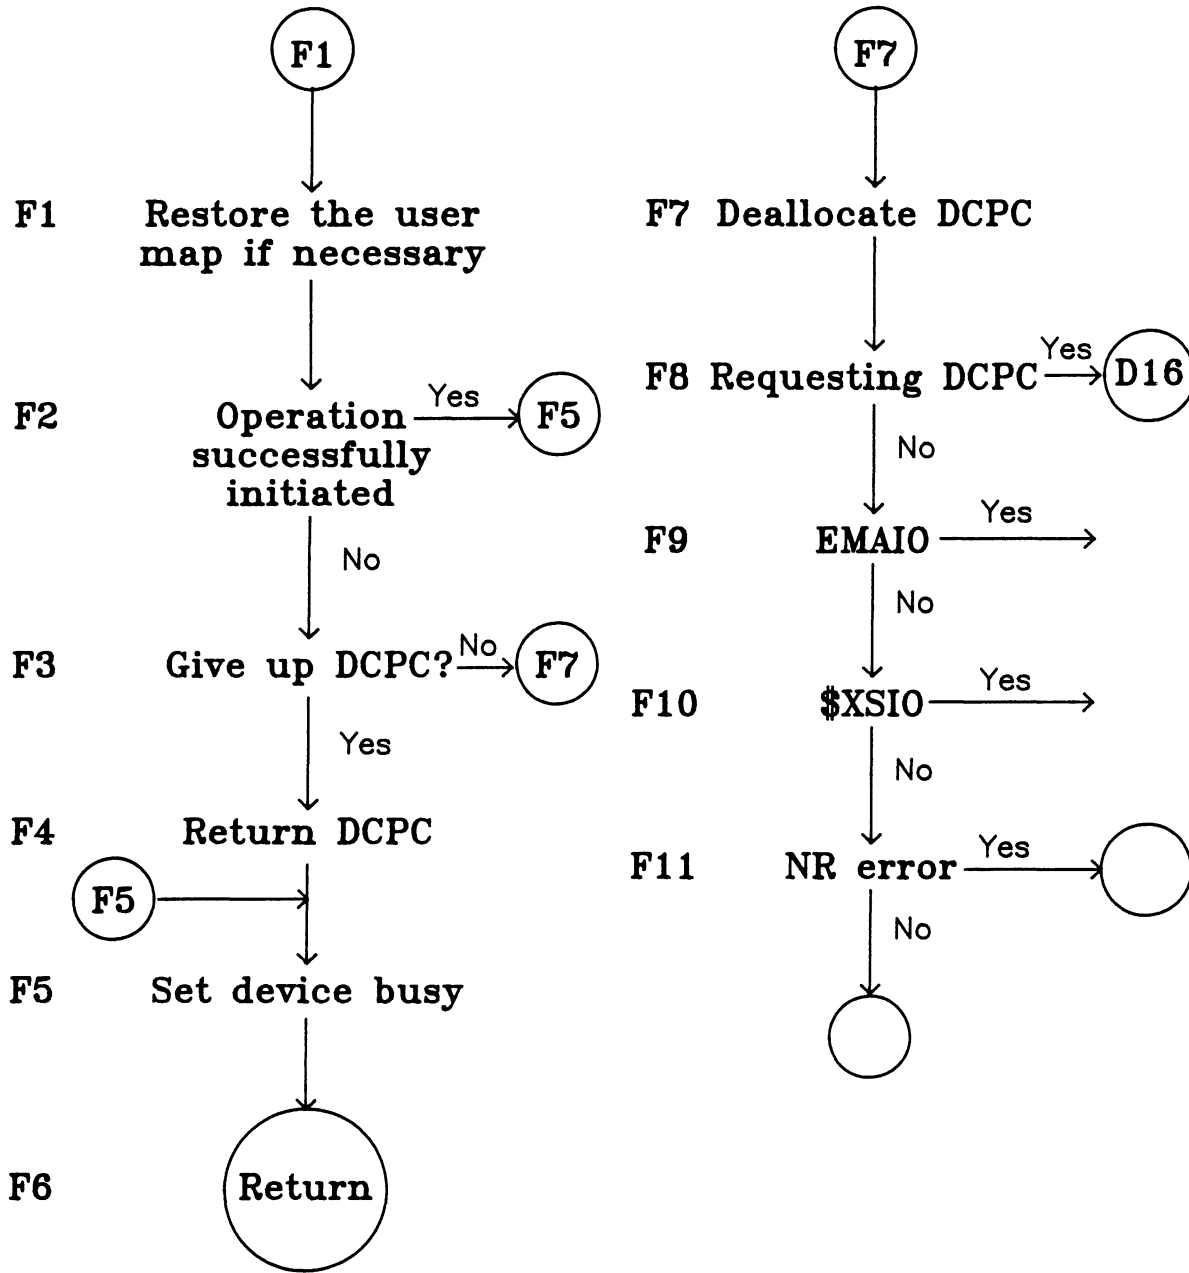 F1
F1 Restore the user
map if necessary
F2 Operation Yes F5
successfully
initiated
No
F3 Give up DCPC? No F7
Yes
F4 Return DCPC
F5
F5 Set device busy
F6 Return
F7
F7 Deallocate DCPC
F8 Requesting DCPC Yes D16
No
F9 EMAIO Yes
No
F10 $XSIO Yes
No
F11 NR error Yes
No